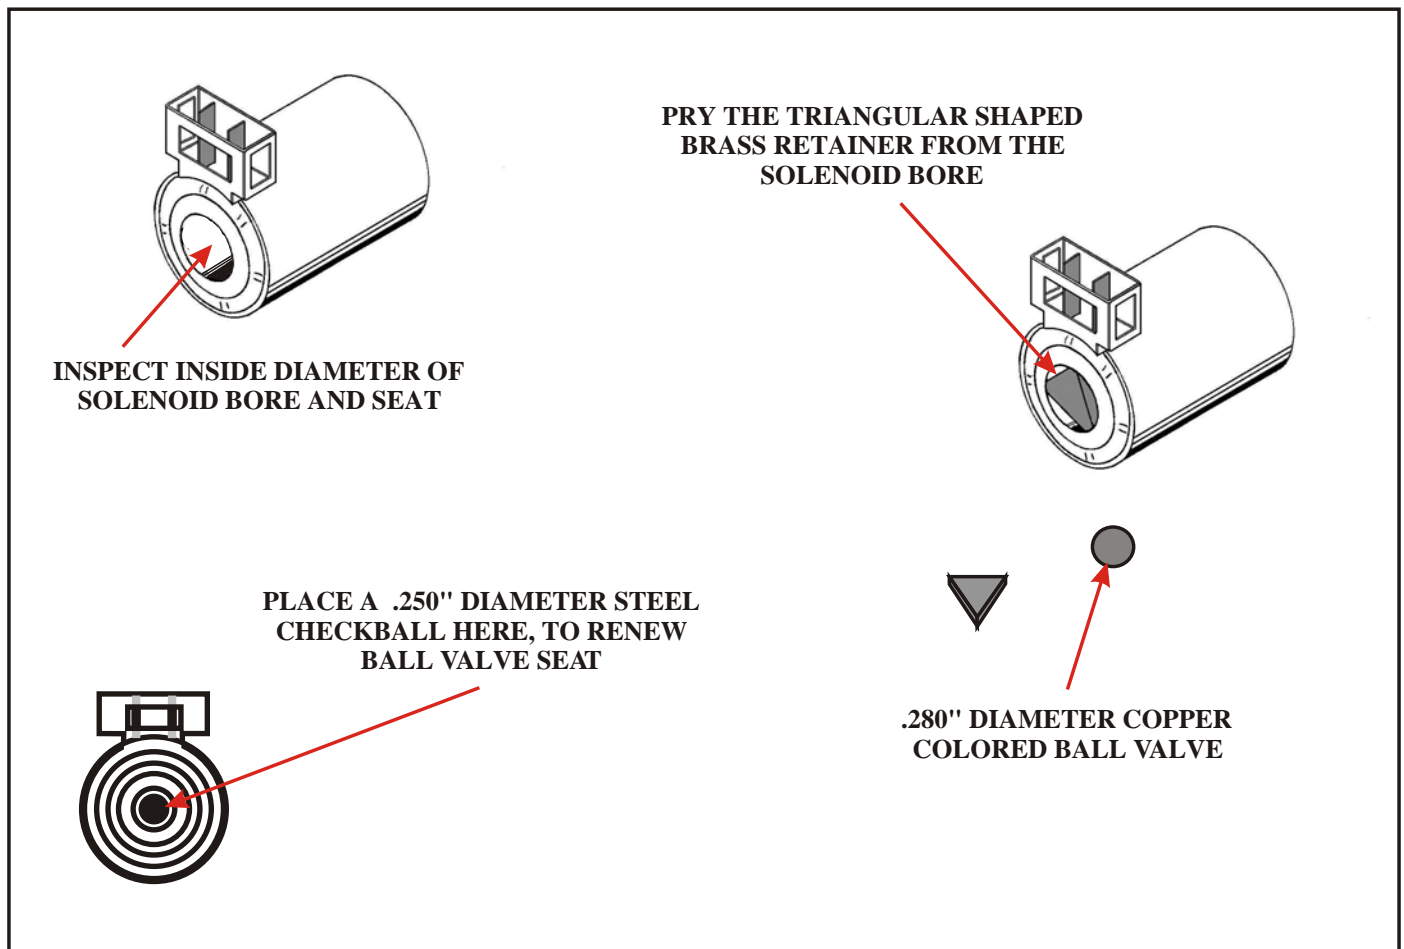 PRY THE TRIANGULAR SHAPED
BRASS RETAINER FROM THE
SOLENOID BORE
INSPECT INSIDE DIAMETER OF
SOLENOID BORE AND SEAT
PLACE A .250" DIAMETER STEEL
CHECKBALL HERE, TO RENEW
BALL VALVE SEAT
.280" DIAMETER COPPER
COLORED BALL VALVE